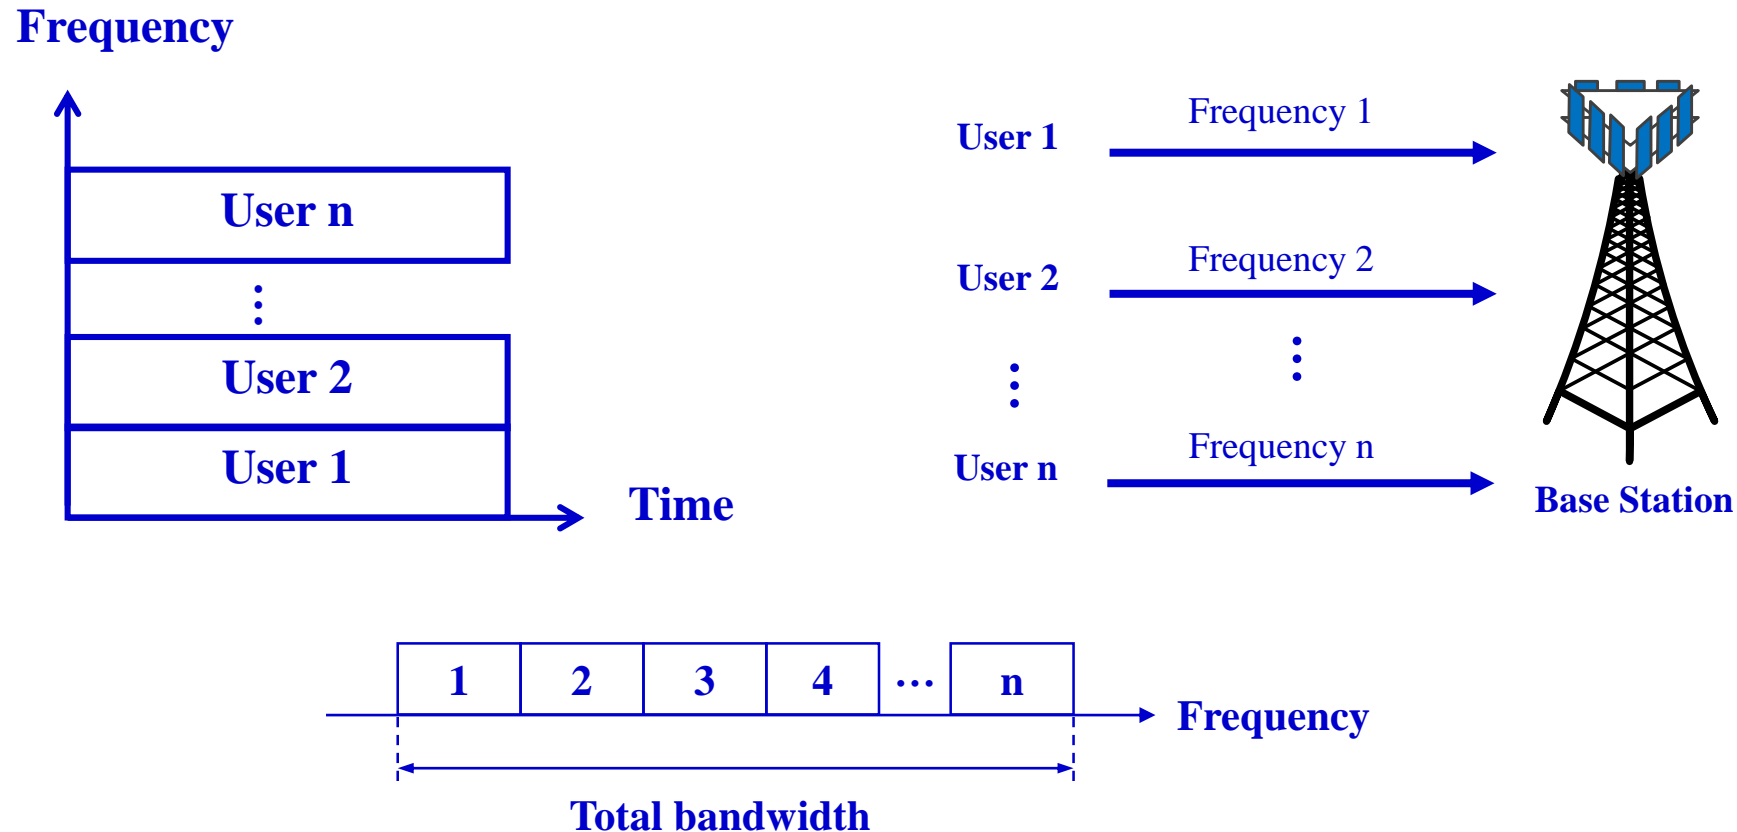 Frequency
User n
⋮
User 2
User 1
Time
User 1
Frequency 1
User 2
Frequency 2
⋮
⋮
User n
Frequency n
Base Station
1 2 3 4 ... n
Frequency
Total bandwidth